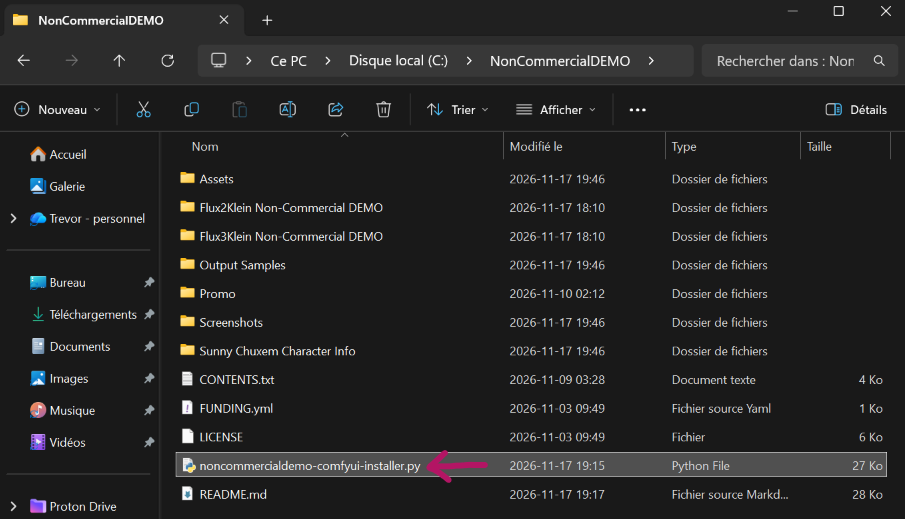 NonCommercialDEMO
Ce PC > Disque local (C:) > NonCommercialDEMO >
Rechercher dans : Non
Nouveau
Trier
Afficher
Détails
Accueil
Galerie
Trevor - personnel
Bureau
Téléchargements
Documents
Images
Musique
Vidéos
Proton Drive
Nom Modifié le Type Taille
Assets 2026-11-17 19:46 Dossier de fichiers
Flux2Klein Non-Commercial DEMO 2026-11-17 18:10 Dossier de fichiers
Flux3Klein Non-Commercial DEMO 2026-11-17 18:10 Dossier de fichiers
Output Samples 2026-11-17 19:46 Dossier de fichiers
Promo 2026-11-10 02:12 Dossier de fichiers
Screenshots 2026-11-17 19:46 Dossier de fichiers
Sunny Chuxem Character Info 2026-11-17 19:46 Dossier de fichiers
CONTENTS.txt 2026-11-09 03:28 Document texte 4 Ko
FUNDING.yml 2026-11-03 09:49 Fichier source Yaml 1 Ko
LICENSE 2026-11-03 09:49 Fichier 6 Ko
noncommercialdemo-comfyui-installer.py 2026-11-17 19:15 Python File 27 Ko
README.md 2026-11-17 19:17 Fichier source Markd... 28 Ko